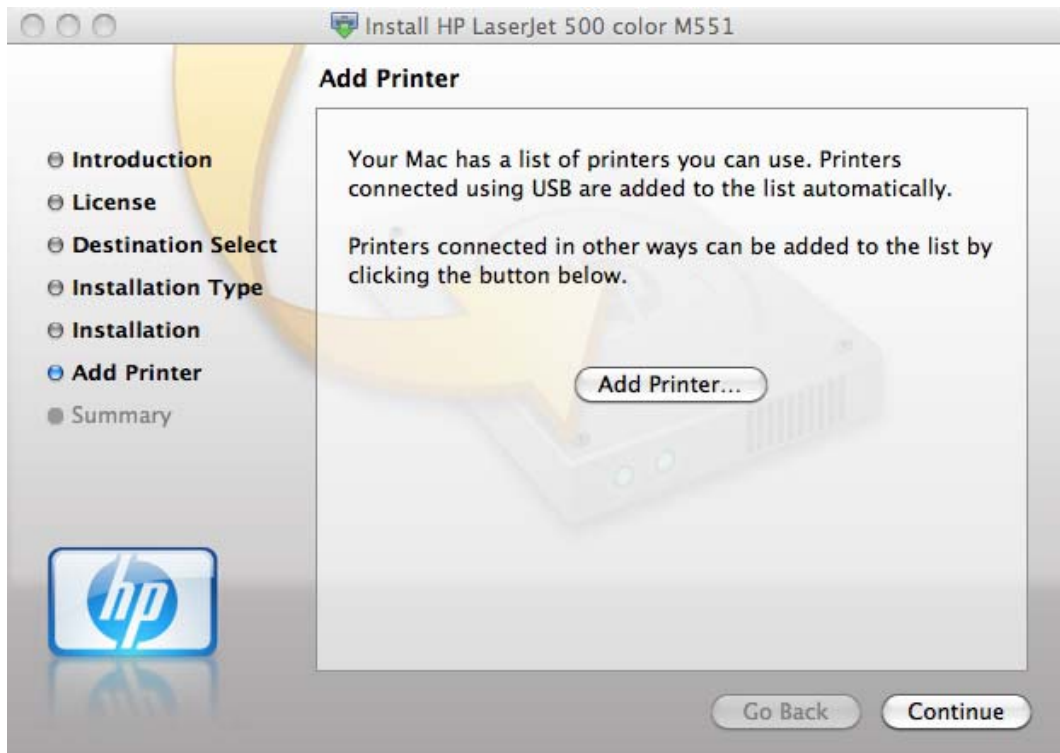 Install HP LaserJet 500 color M551
Add Printer
Introduction
License
Destination Select
Installation Type
Installation
Add Printer
Summary
Your Mac has a list of printers you can use. Printers
connected using USB are added to the list automatically.
Printers connected in other ways can be added to the list by
clicking the button below.
Add Printer...
hp
Go Back
Continue